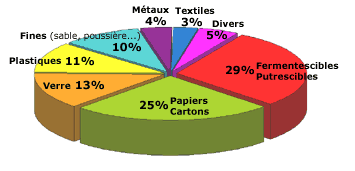 Métaux
4%
Textiles
3%
Divers
5%
Fines (sable, poussière...)
10%
Plastiques 11%
29% Fermentescibles
Putrescibles
Verre 13%
25% Papiers
Cartons